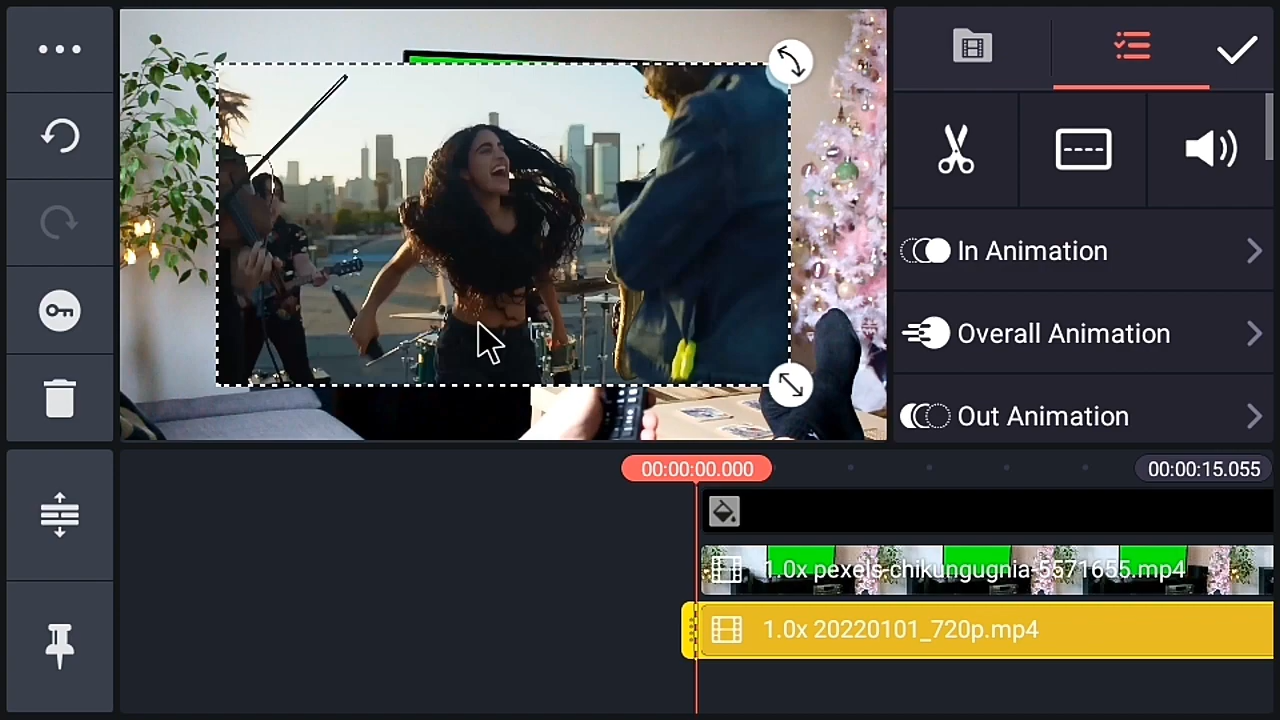 In Animation
Overall Animation
Out Animation
00:00:00.000
00:00:15.055
1.0x pexels-chikungugnia-5571655.mp4
1.0x 20220101_720p.mp4